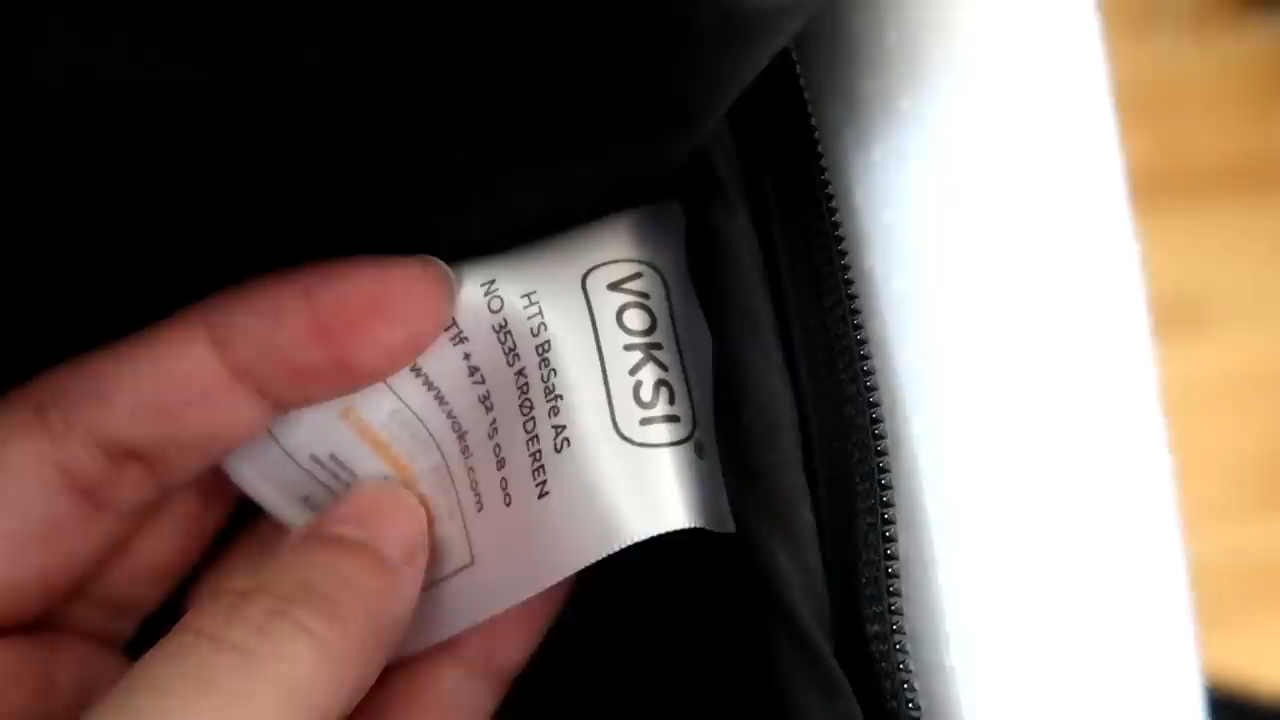 VOKSI®
HTS BeSafe AS
NO 3535 KRØDEREN
Tlf +47 32 15 08 00
www.voksi.com